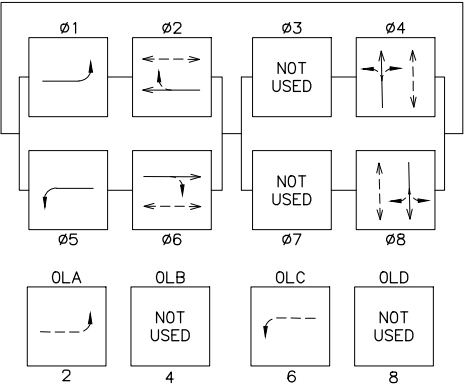 Ø1 Ø2 Ø3 Ø4
NOT
USED
NOT
USED
Ø5 Ø6 Ø7 Ø8
OLA OLB OLC OLD
NOT NOT
USED USED
2 4 6 8